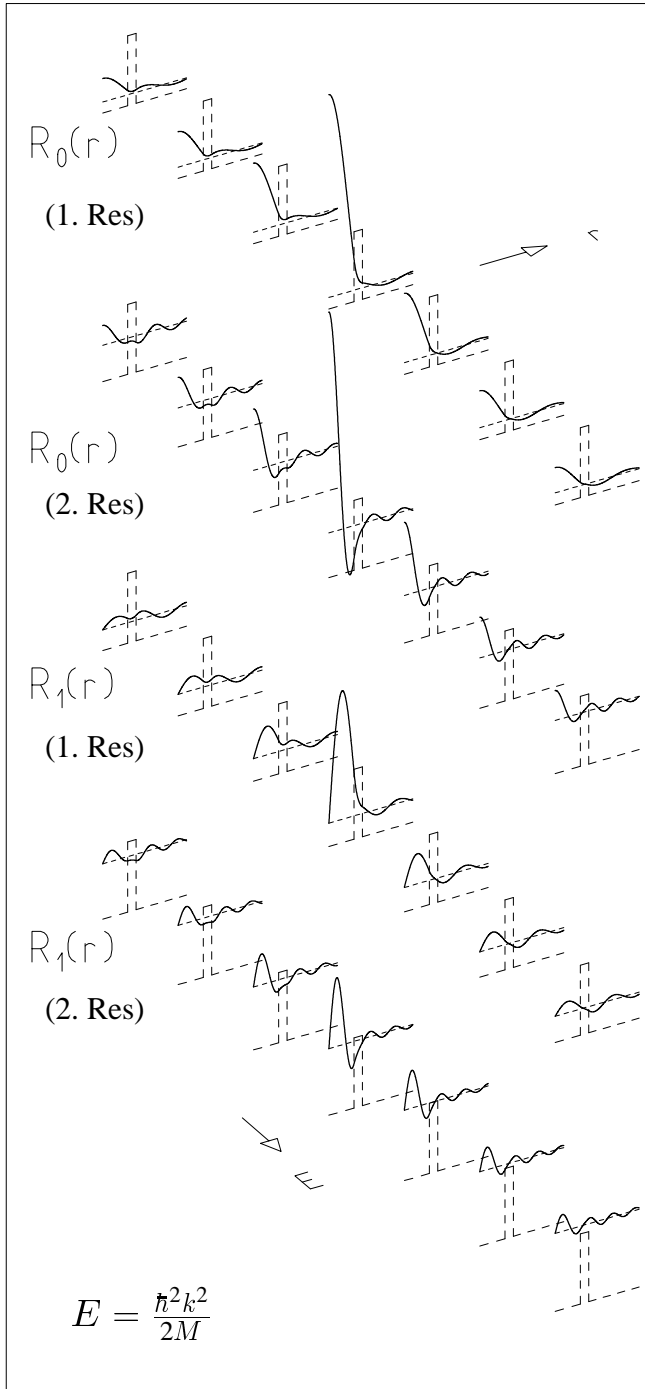 R₀(r)
(1. Res)
r
R₀(r)
(2. Res)
R₁(r)
(1. Res)
R₁(r)
(2. Res)
E
E = ħ²k²/2M